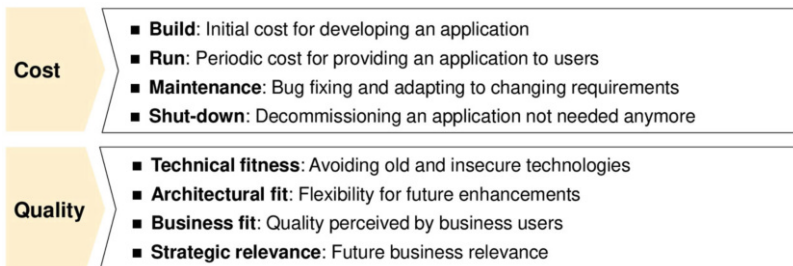 Cost
■ Build: Initial cost for developing an application
■ Run: Periodic cost for providing an application to users
■ Maintenance: Bug fixing and adapting to changing requirements
■ Shut-down: Decommissioning an application not needed anymore
Quality
■ Technical fitness: Avoiding old and insecure technologies
■ Architectural fit: Flexibility for future enhancements
■ Business fit: Quality perceived by business users
■ Strategic relevance: Future business relevance